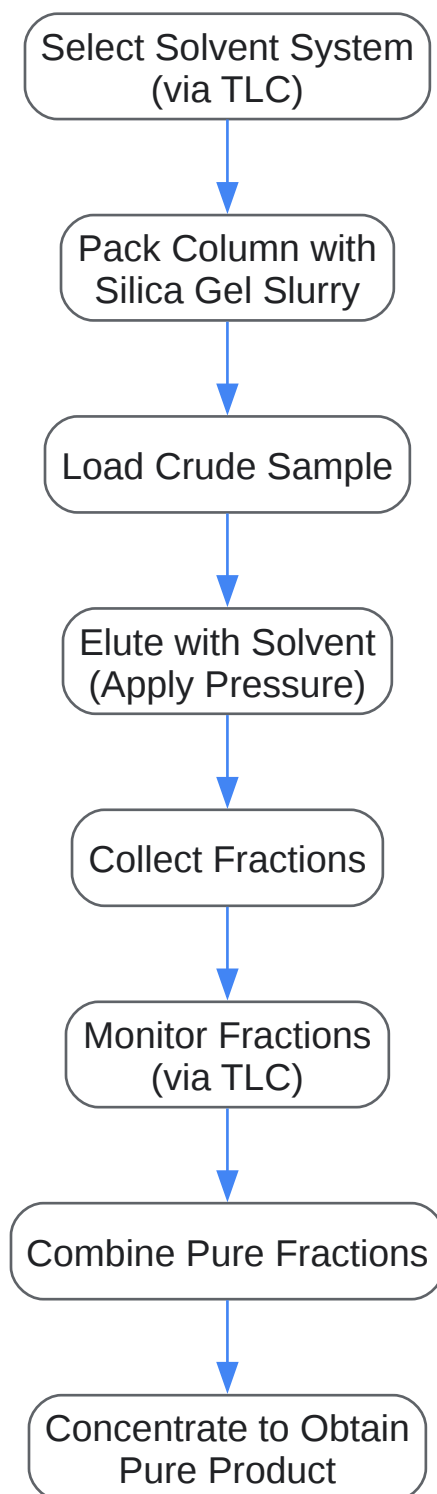 Select Solvent System
(via TLC)
Pack Column with
Silica Gel Slurry
Load Crude Sample
Elute with Solvent
(Apply Pressure)
Collect Fractions
Monitor Fractions
(via TLC)
Combine Pure Fractions
Concentrate to Obtain
Pure Product